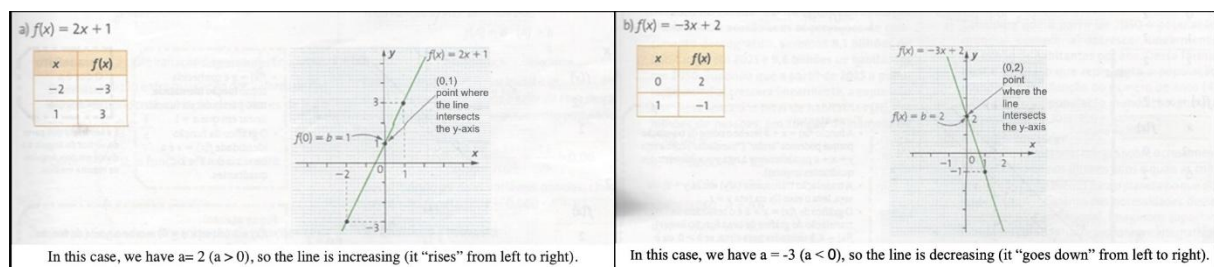 a) f(x) = 2x + 1
x f(x)
-2 -3
1 3
y
f(x) = 2x + 1
(0,1)
point where
the line
intersects
the y-axis
3
f(0) = b = 1
1
x
-2
0
1
-3
In this case, we have a= 2 (a > 0), so the line is increasing (it “rises” from left to right).
b) f(x) = -3x + 2
x f(x)
0 2
1 -1
f(x) = -3x + 2
y
(0,2)
point
where the
line
intersects
the y-axis
f(x) = b = 2
2
x
-1
0
2
-1
In this case, we have a = -3 (a < 0), so the line is decreasing (it “goes down” from left to right).